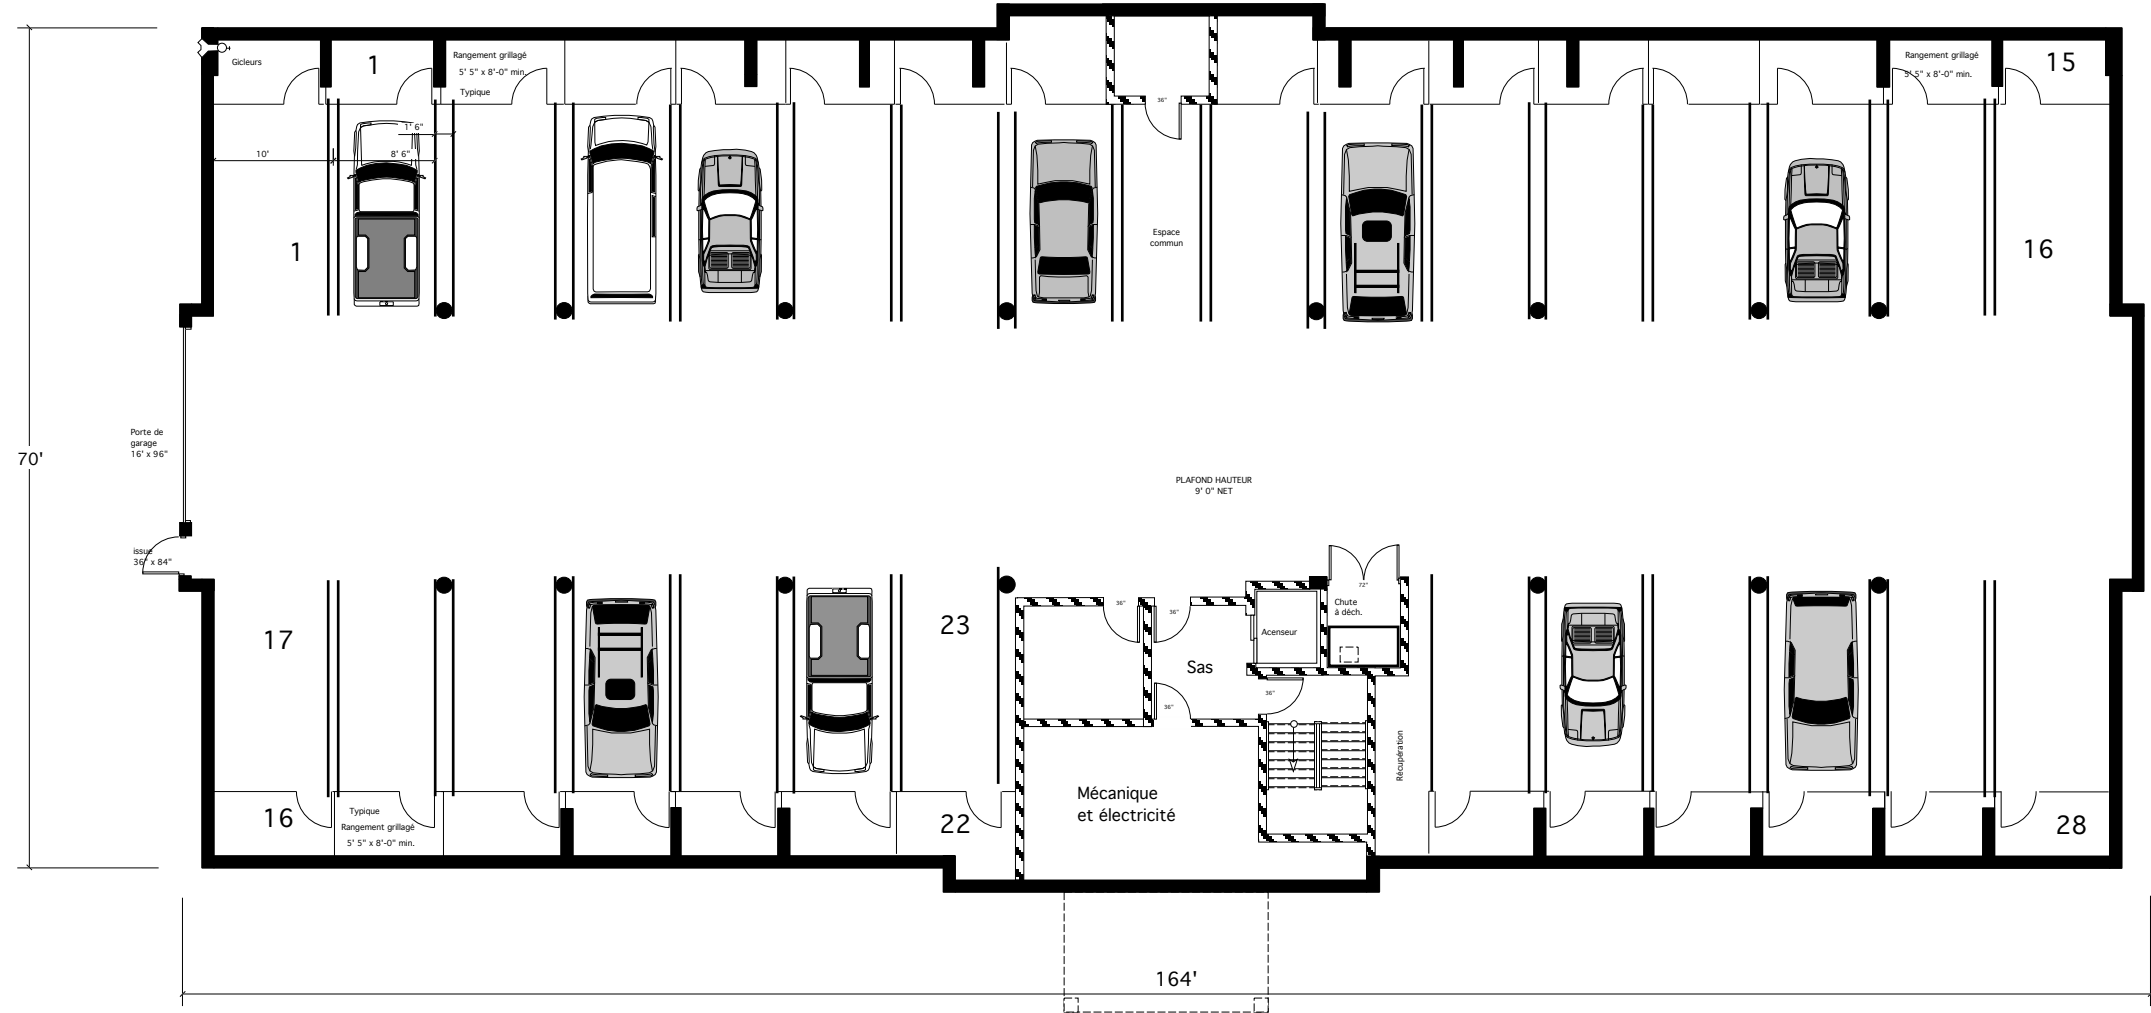 Gicleurs
1
Rangement grillagé
5' 5" x 8'-0" min.
Typique
Rangement grillagé
5' 5" x 8'-0" min.
15
36"
1' 6"
10'
8' 6"
1
Espace
commun
16
70'
Porte de
garage
16' x 96"
PLAFOND HAUTEUR
9' 0" NET
issue
36" x 84"
72"
36"
36"
Chute
à déch.
17
23
Acenseur
Sas
36"
36"
Récupération
16
Typique
Rangement grillagé
5' 5" x 8'-0" min.
22
Mécanique
et électricité
28
164'